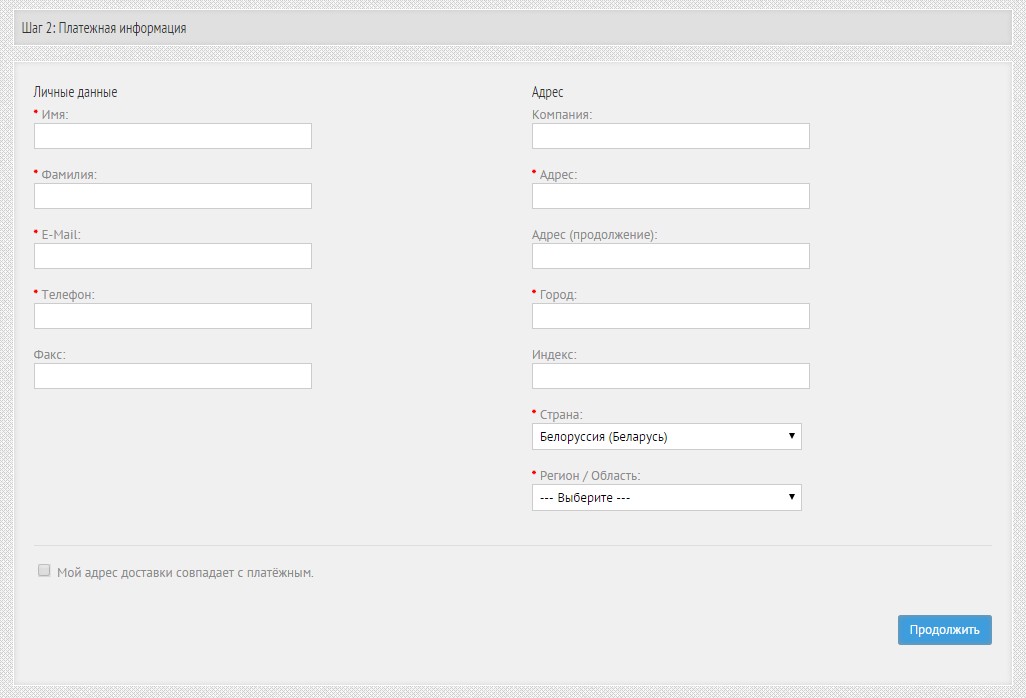 Шаг 2: Платежная информация
Личные данные
* Имя:
* Фамилия:
* E-Mail:
* Телефон:
Факс:
Адрес
Компания:
* Адрес:
Адрес (продолжение):
* Город:
Индекс:
* Страна:
Белоруссия (Беларусь)
* Регион / Область:
--- Выберите ---
Мой адрес доставки совпадает с платёжным.
Продолжить